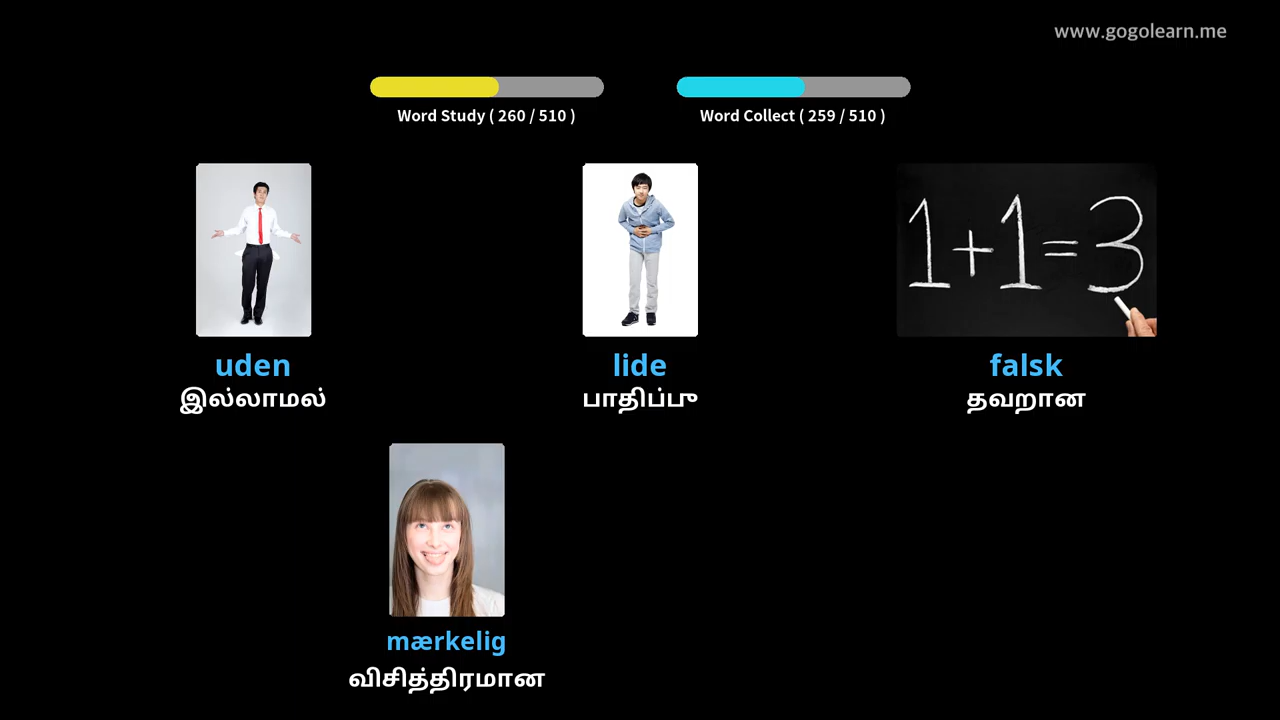 www.gogolearn.me
Word Study ( 260 / 510 )
Word Collect ( 259 / 510 )
1+1=3
uden
இல்லாமல்
lide
பாதிப்பு
falsk
தவறான
mærkelig
விசித்திரமான